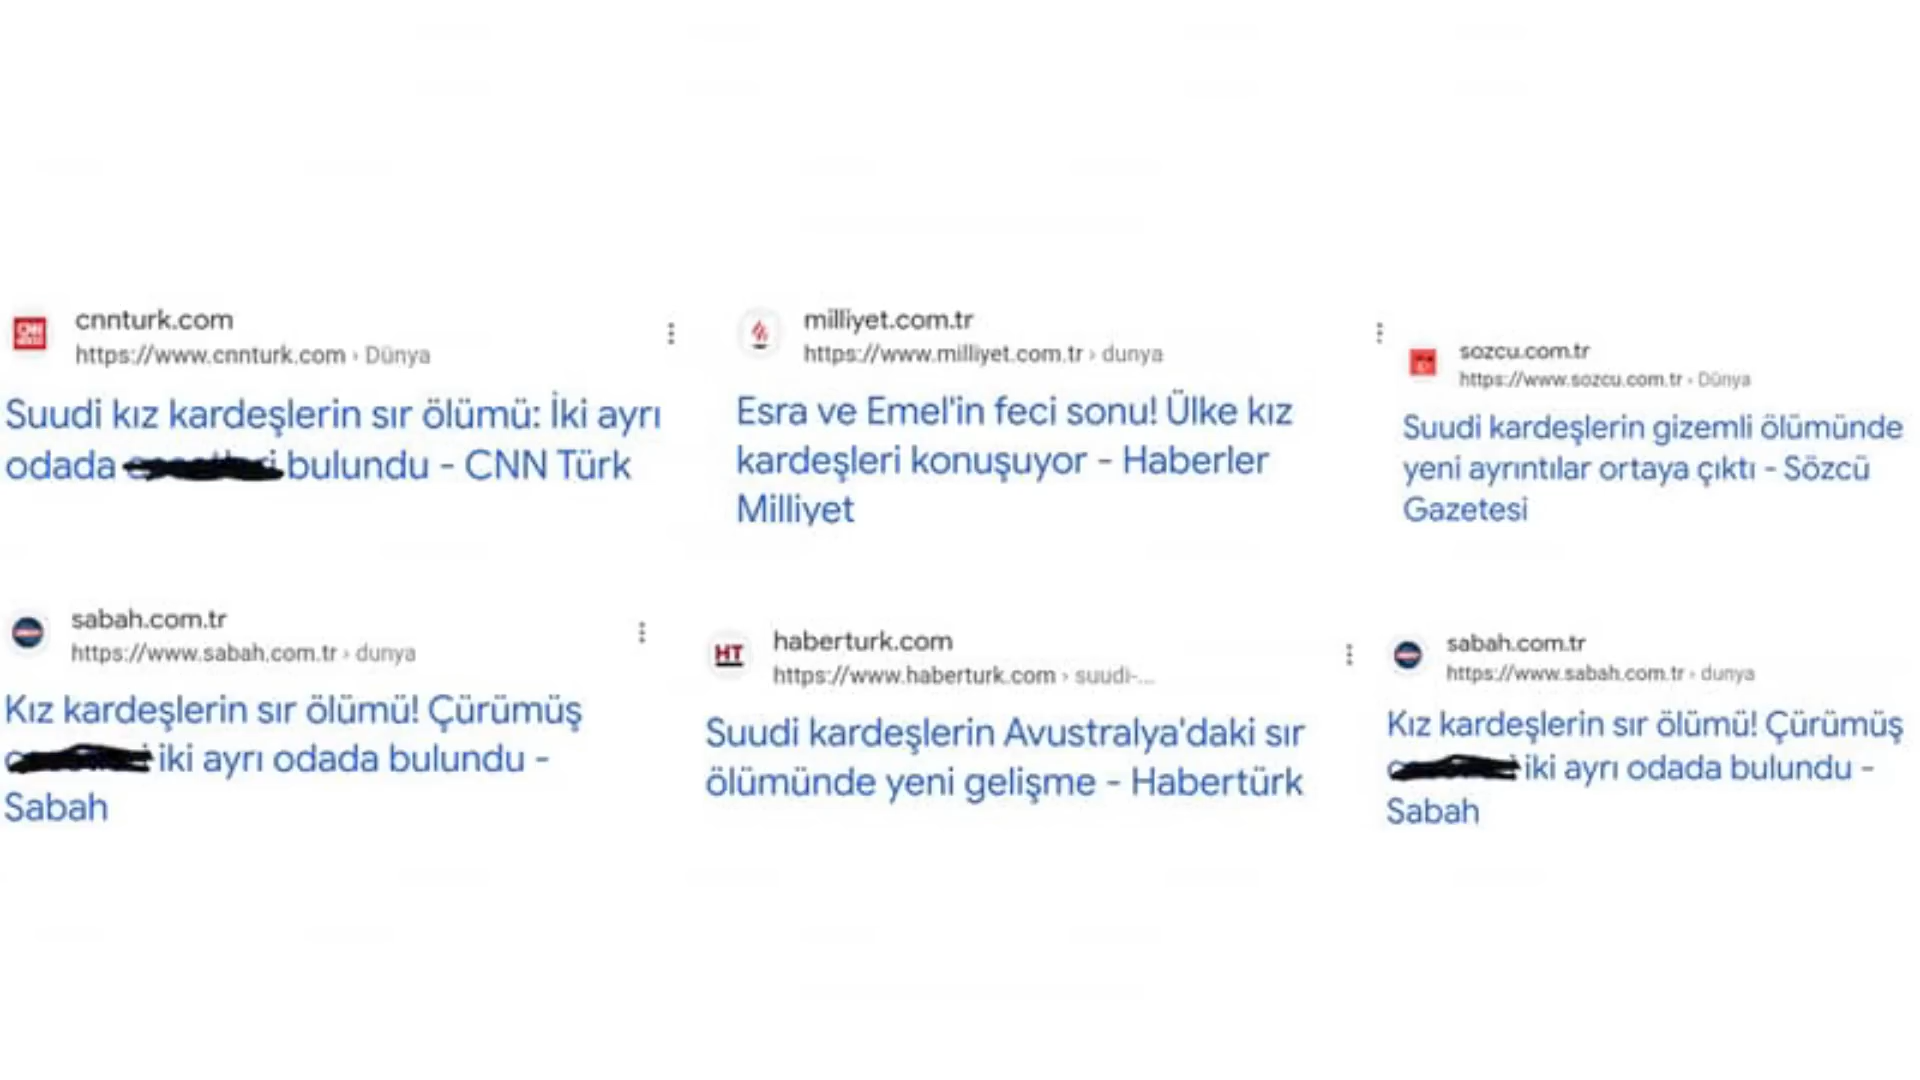 cnnturk.com
https://www.cnnturk.com › Dünya
Suudi kız kardeşlerin sır ölümü: İki ayrı
odada bulundu - CNN Türk
milliyet.com.tr
https://www.milliyet.com.tr › dunya
Esra ve Emel'in feci sonu! Ülke kız
kardeşleri konuşuyor - Haberler
Milliyet
sozcu.com.tr
https://www.sozcu.com.tr › Dünya
Suudi kardeşlerin gizemli ölümünde
yeni ayrıntılar ortaya çıktı - Sözcü
Gazetesi
sabah.com.tr
https://www.sabah.com.tr › dunya
Kız kardeşlerin sır ölümü! Çürümüş
iki ayrı odada bulundu -
Sabah
HT
haberturk.com
https://www.haberturk.com › suudi-...
Suudi kardeşlerin Avustralya'daki sır
ölümünde yeni gelişme - Habertürk
sabah.com.tr
https://www.sabah.com.tr › dunya
Kız kardeşlerin sır ölümü! Çürümüş
iki ayrı odada bulundu -
Sabah